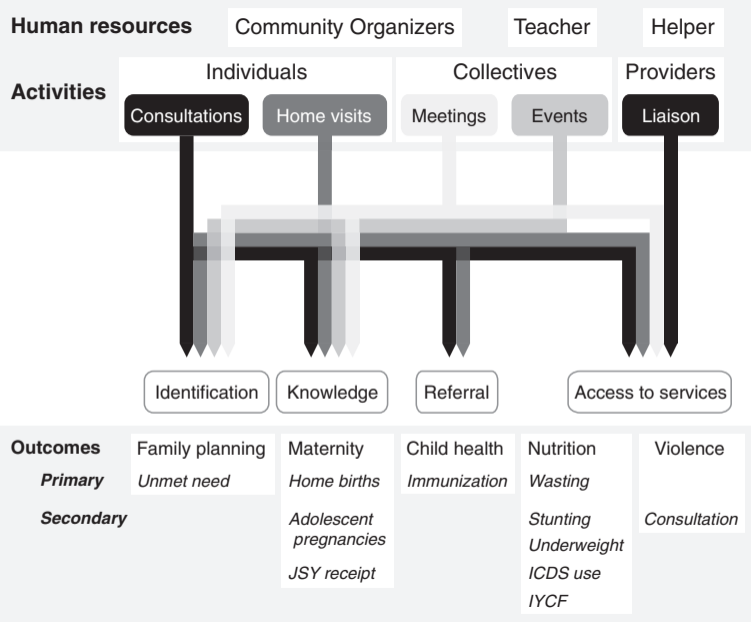 Human resources Community Organizers Teacher Helper
Individuals Collectives Providers
Activities
Consultations Home visits Meetings Events Liaison
Identification Knowledge Referral Access to services
Outcomes Family planning Maternity Child health Nutrition Violence
Primary Unmet need Home births Immunization Wasting
Secondary Adolescent pregnancies Stunting Consultation
Underweight
JSY receipt ICDS use
IYCF